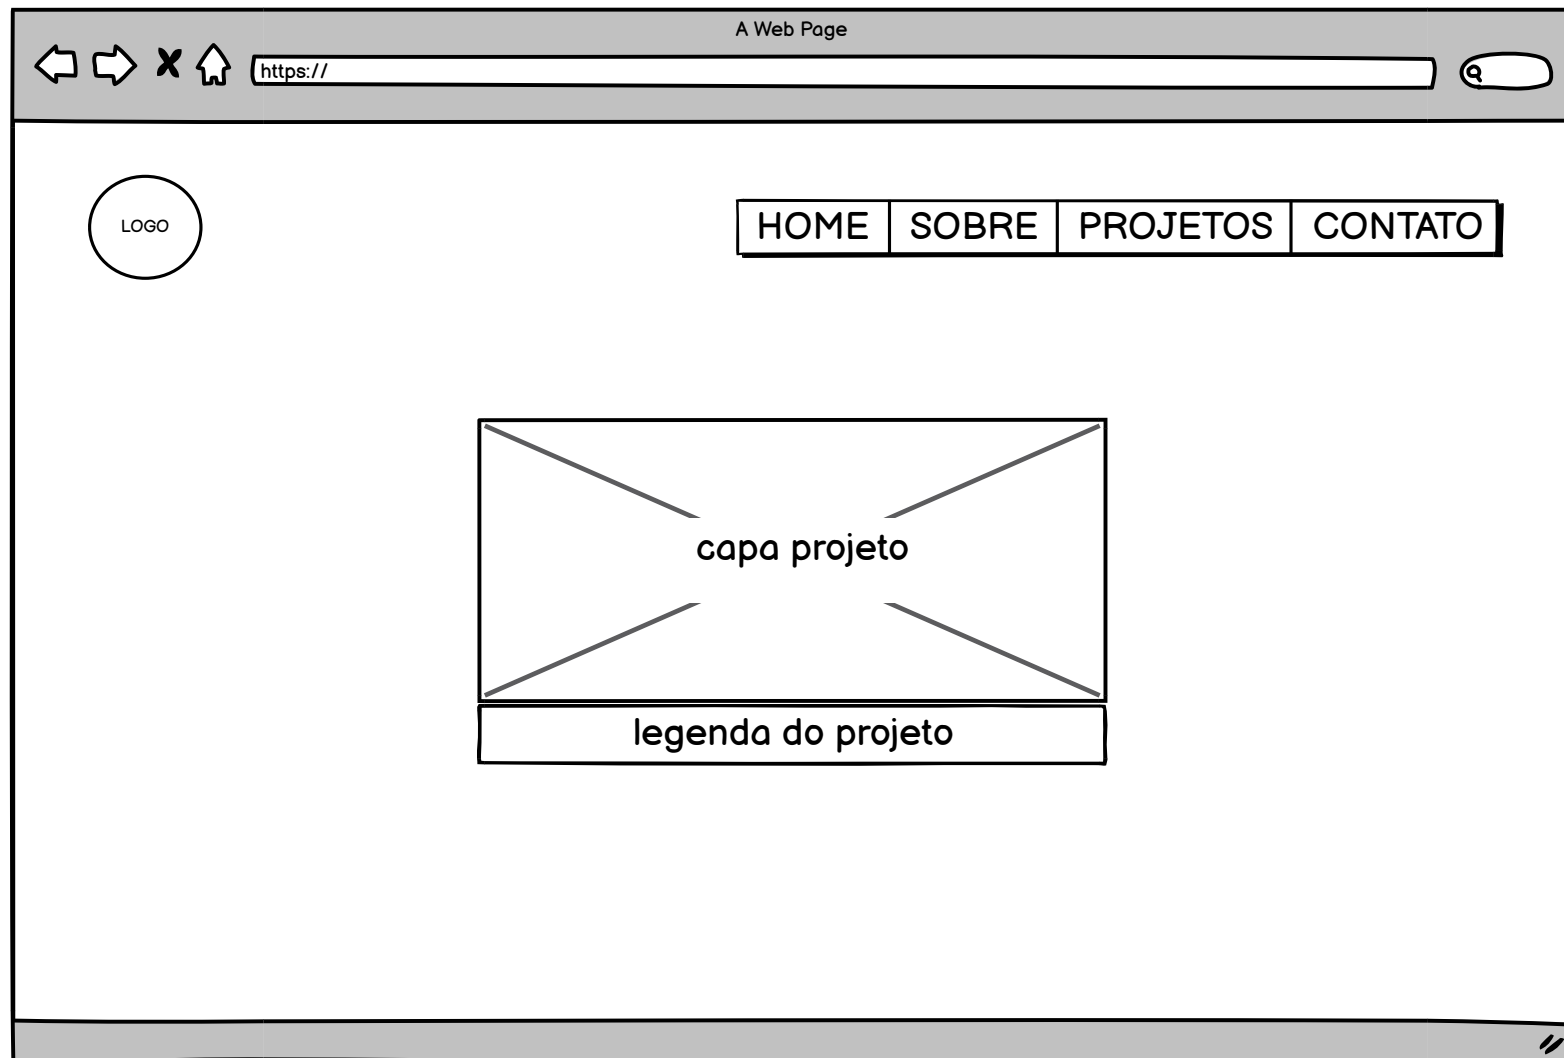 A Web Page
https://
LOGO
HOME SOBRE PROJETOS CONTATO
capa projeto
legenda do projeto